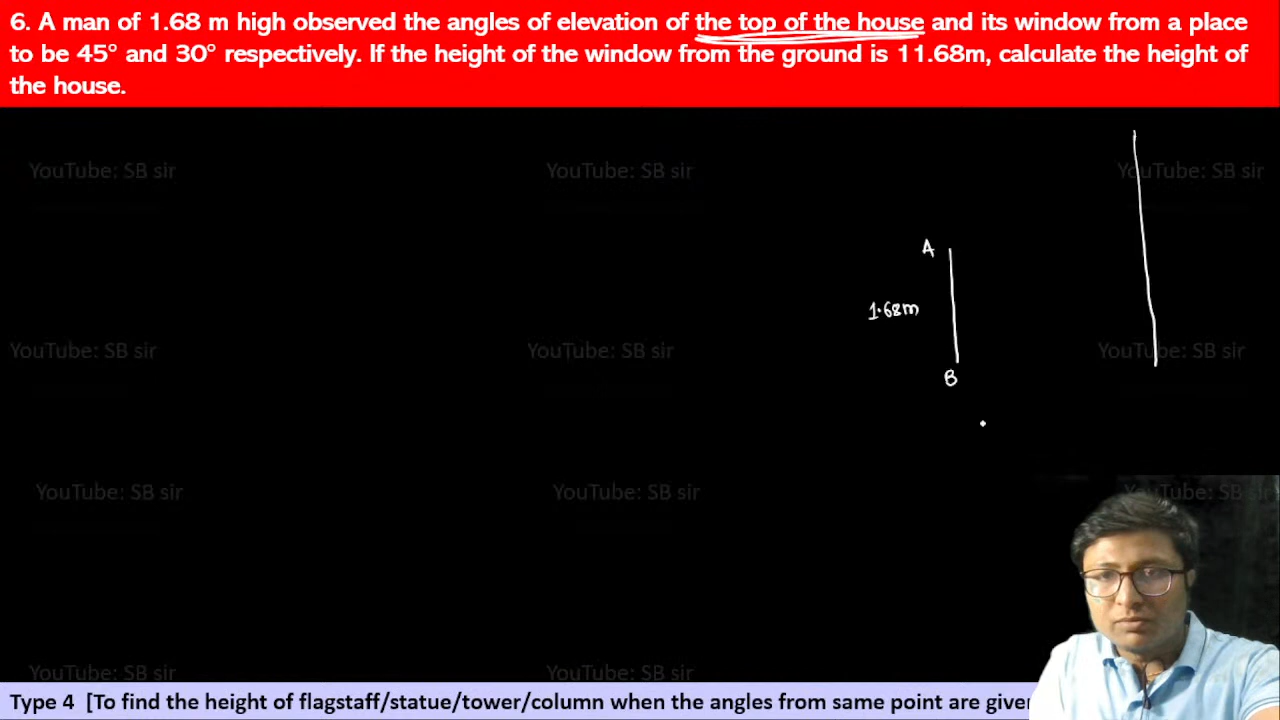 6. A man of 1.68 m high observed the angles of elevation of the top of the house and its window from a place
to be 45° and 30° respectively. If the height of the window from the ground is 11.68m, calculate the height of
the house.
YouTube: SB sir YouTube: SB sir YouTube: SB sir
A
1.68m
YouTube: SB sir YouTube: SB sir YouTube: SB sir
B
YouTube: SB sir YouTube: SB sir YouTube: SB sir
YouTube: SB sir YouTube: SB sir
Type 4 [To find the height of flagstaff/statue/tower/column when the angles from same point are given